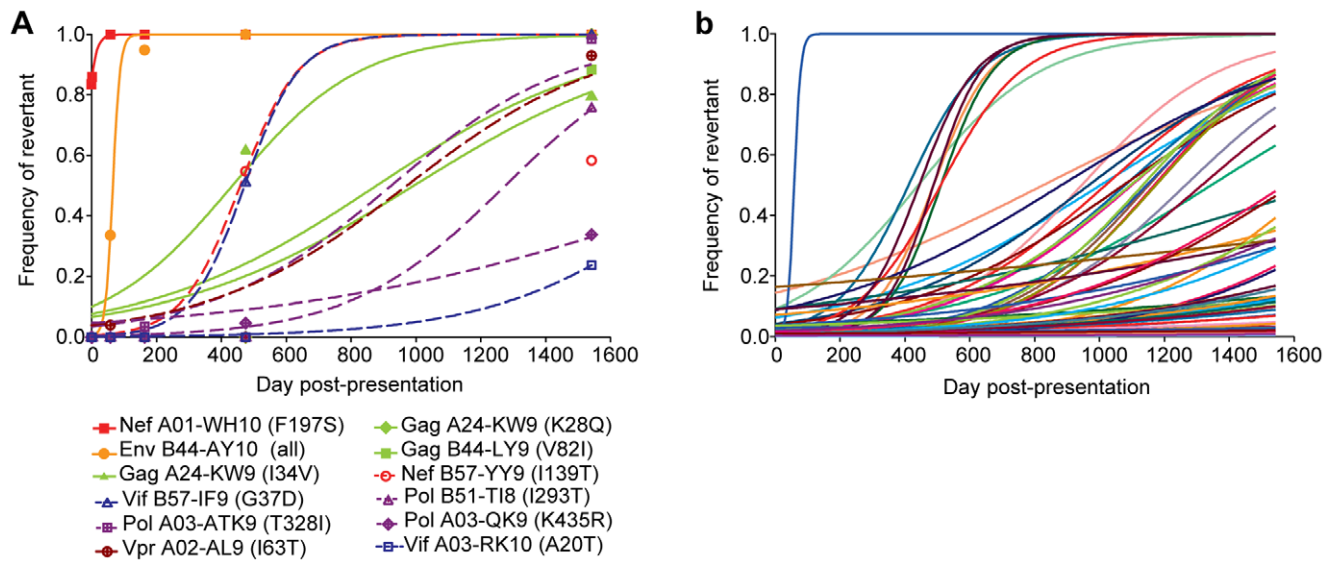 A
b
Frequency of revertant
1.0
0.8
0.6
0.4
0.2
0.0
0 200 400 600 800 1000 1200 1400 1600
Day post-presentation
Frequency of revertant
1.0
0.8
0.6
0.4
0.2
0.0
0 200 400 600 800 1000 1200 1400 1600
Day post-presentation
Nef A01-WH10 (F197S)
Env B44-AY10 (all)
Gag A24-KW9 (I34V)
Vif B57-IF9 (G37D)
Pol A03-ATK9 (T328I)
Vpr A02-AL9 (I63T)
Gag A24-KW9 (K28Q)
Gag B44-LY9 (V82I)
Nef B57-YY9 (I139T)
Pol B51-TI8 (I293T)
Pol A03-QK9 (K435R)
Vif A03-RK10 (A20T)